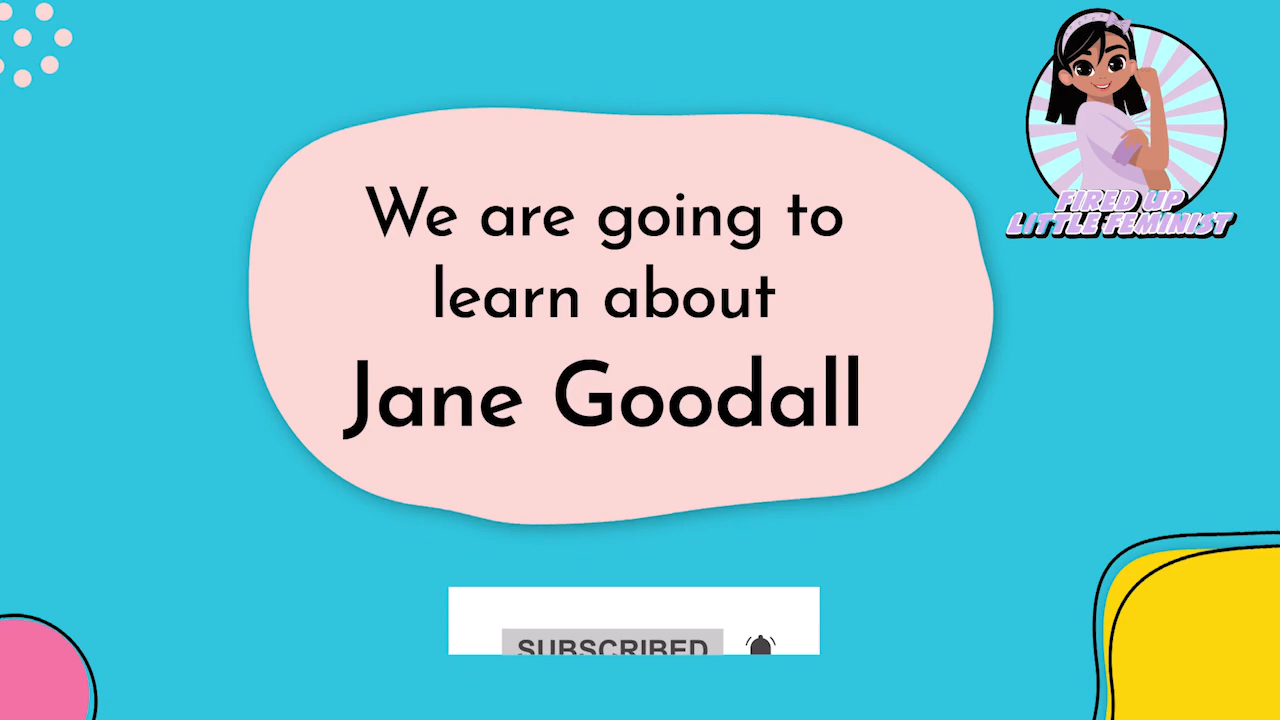 FIRED UP
LITTLE FEMINIST
We are going to
learn about
Jane Goodall
SUBSCRIBED